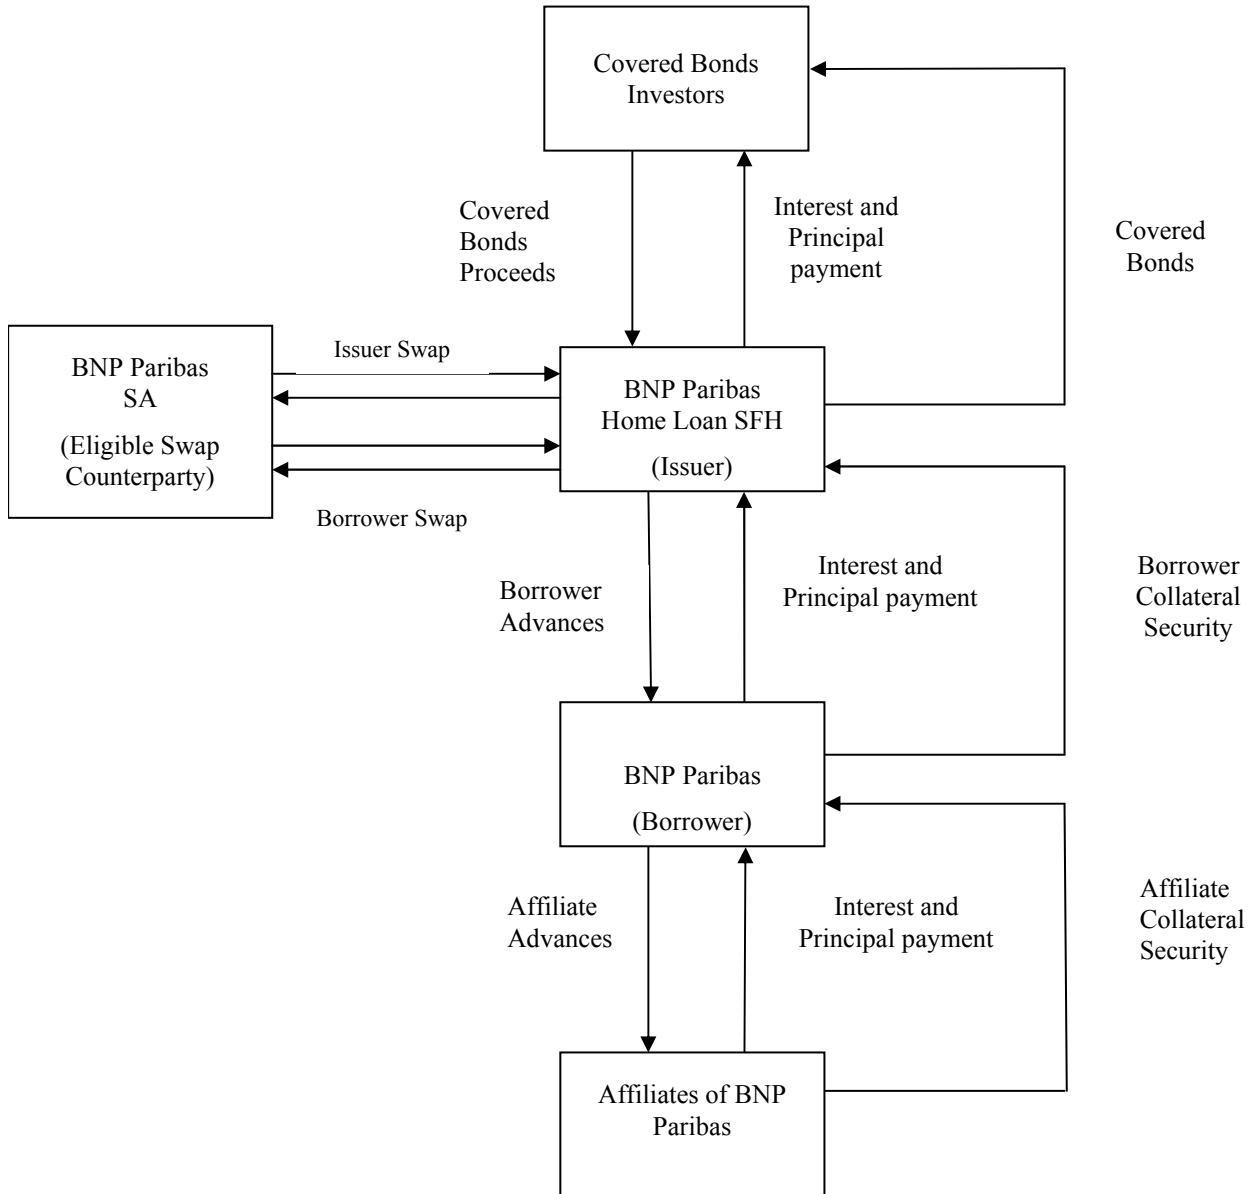 Covered Bonds
Investors
Covered
Bonds
Proceeds
Interest and
Principal
payment
Covered
Bonds
BNP Paribas
SA
(Eligible Swap
Counterparty)
Issuer Swap
BNP Paribas
Home Loan SFH
(Issuer)
Borrower Swap
Borrower
Advances
Interest and
Principal payment
Borrower
Collateral
Security
BNP Paribas
(Borrower)
Affiliate
Advances
Interest and
Principal payment
Affiliate
Collateral
Security
Affiliates of BNP
Paribas